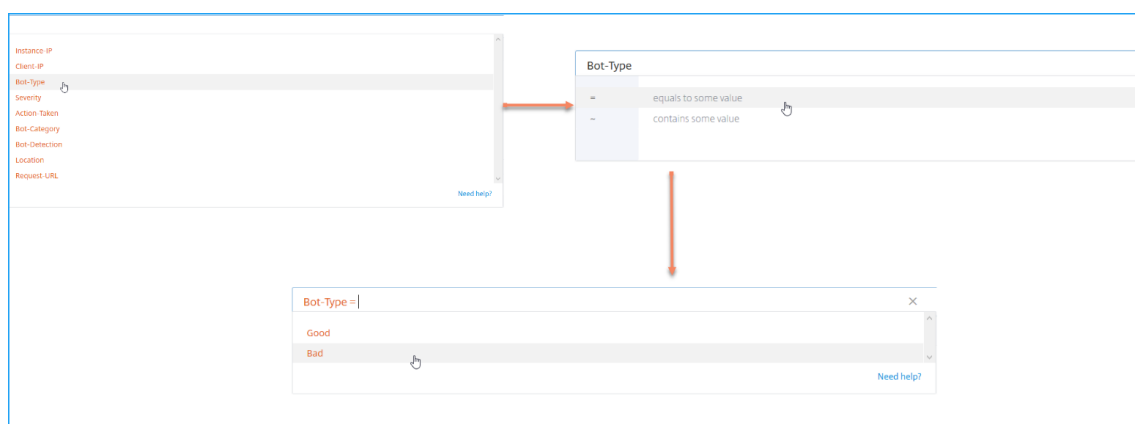 Instance-IP
Client-IP
Bot-Type
Severity
Action-Taken
Bot-Category
Bot-Detection
Location
Request-URL
Need help?
Bot-Type
= equals to some value
~ contains some value
Bot-Type =
Good
Bad
Need help?